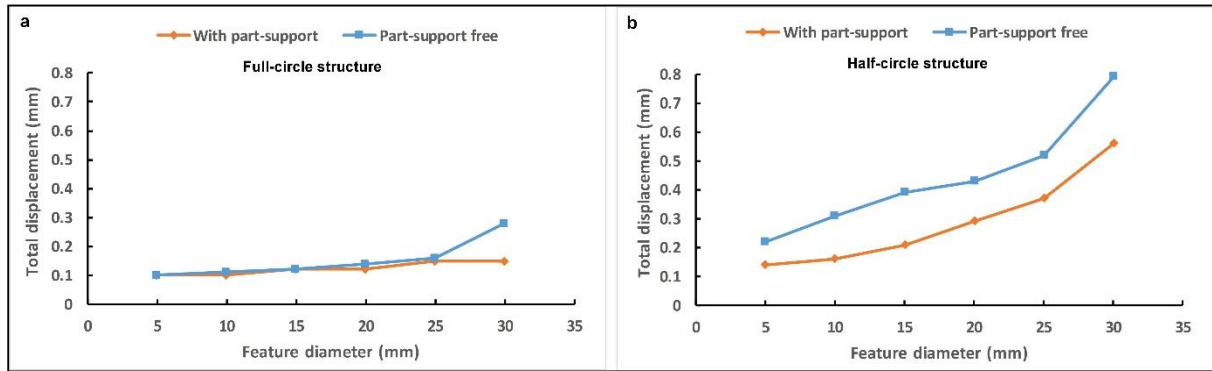 a
With part-support Part-support free
Full-circle structure
Total displacement (mm)
0.8
0.7
0.6
0.5
0.4
0.3
0.2
0.1
0
0 5 10 15 20 25 30 35
Feature diameter (mm)
b
With part-support Part-support free
Half-circle structure
Total displacement (mm)
0.8
0.7
0.6
0.5
0.4
0.3
0.2
0.1
0
0 5 10 15 20 25 30 35
Feature diameter (mm)